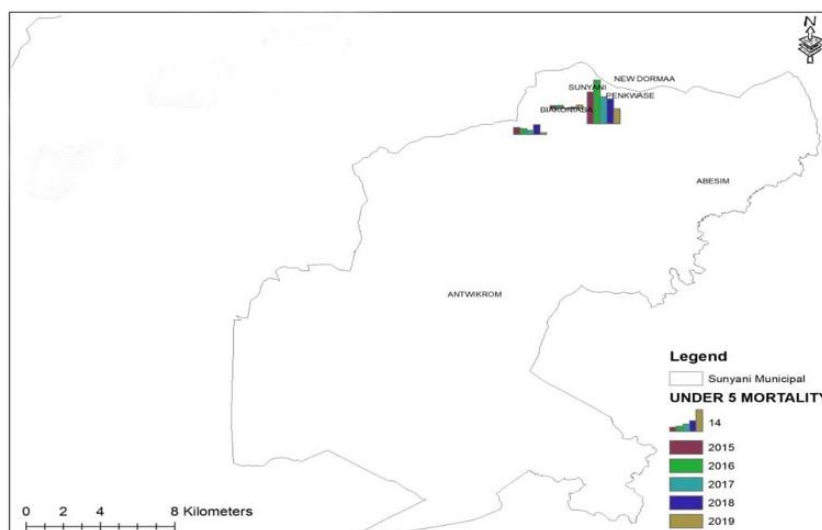 N
NEW DORMAA
SUNYANI
PENKWASE
BIAKONIABA
ABESIM
ANTWIKROM
Legend
Sunyani Municipal
UNDER 5 MORTALITY
14
2015
2016
2017
2018
2019
0 2 4 8 Kilometers